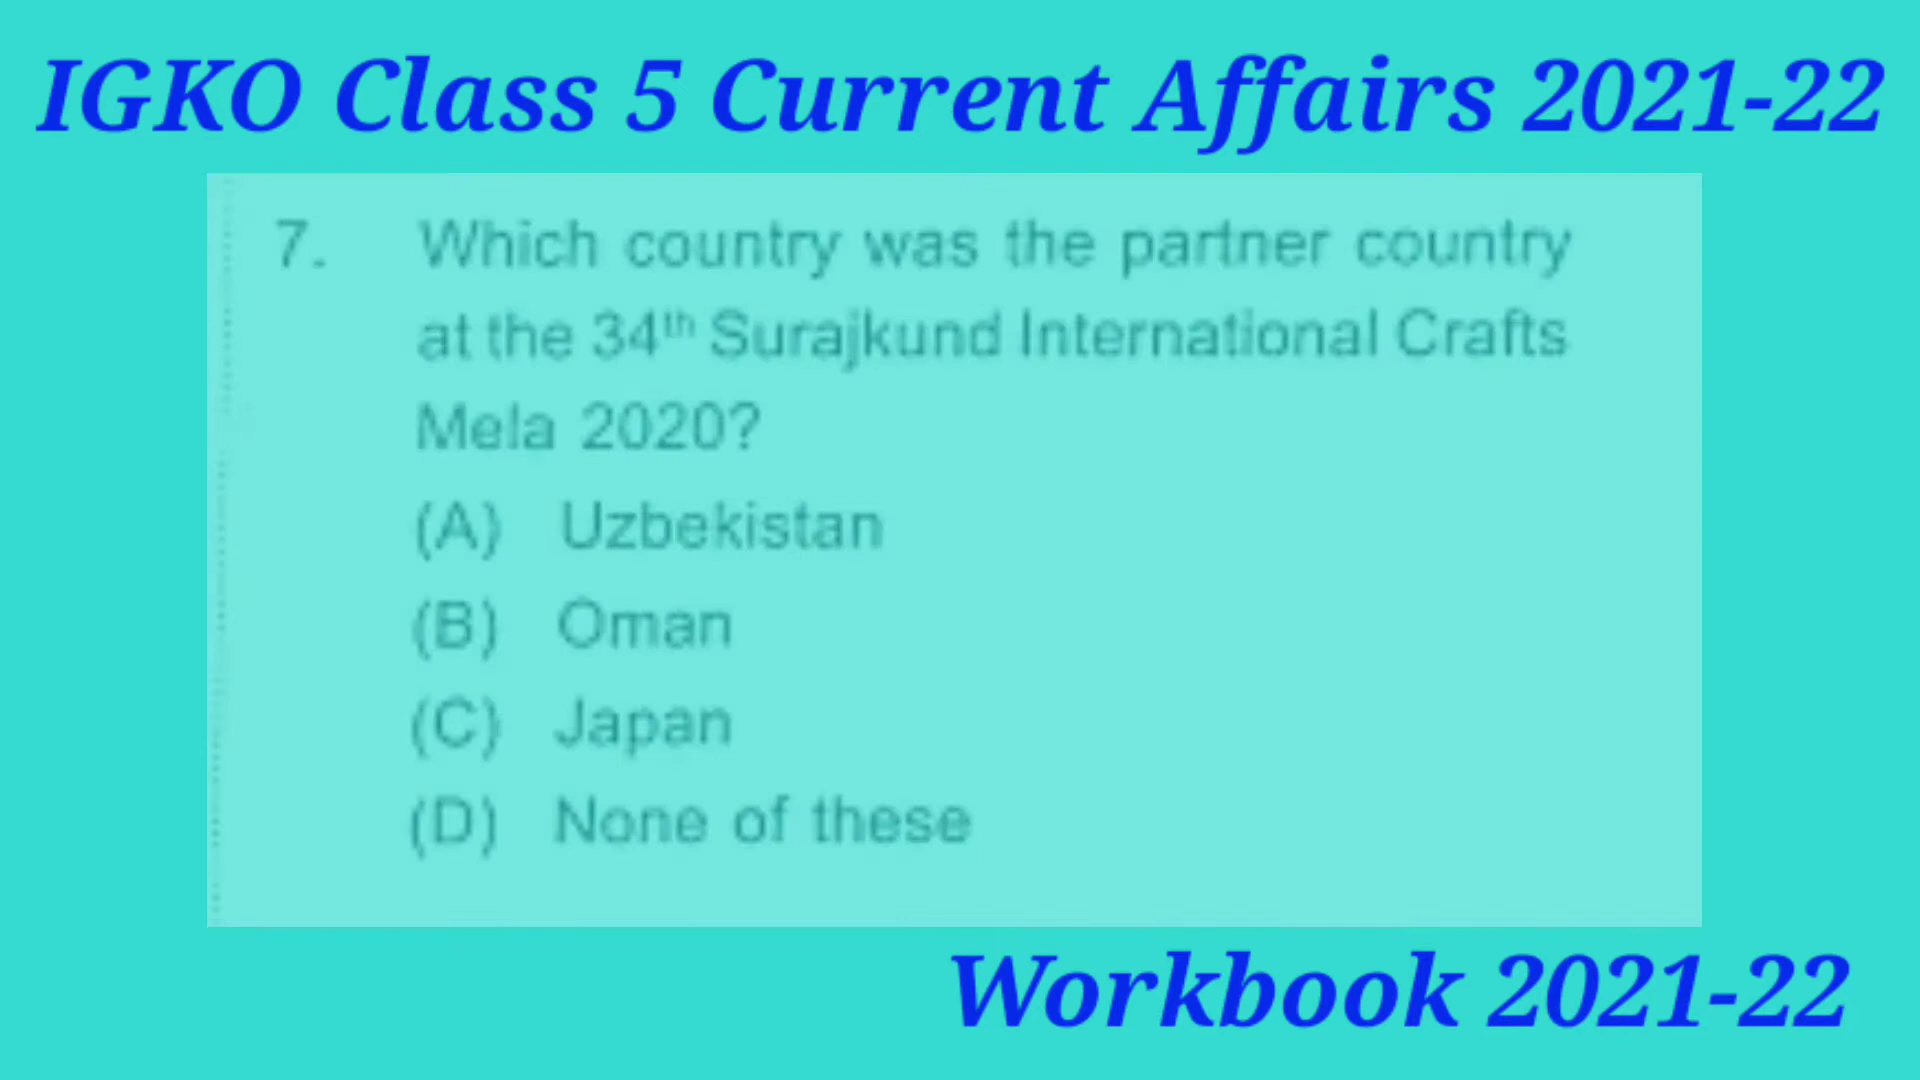 IGKO Class 5 Current Affairs 2021-22
7. Which country was the partner country
at the 34th Surajkund International Crafts
Mela 2020?
(A) Uzbekistan
(B) Oman
(C) Japan
(D) None of these
Workbook 2021-22